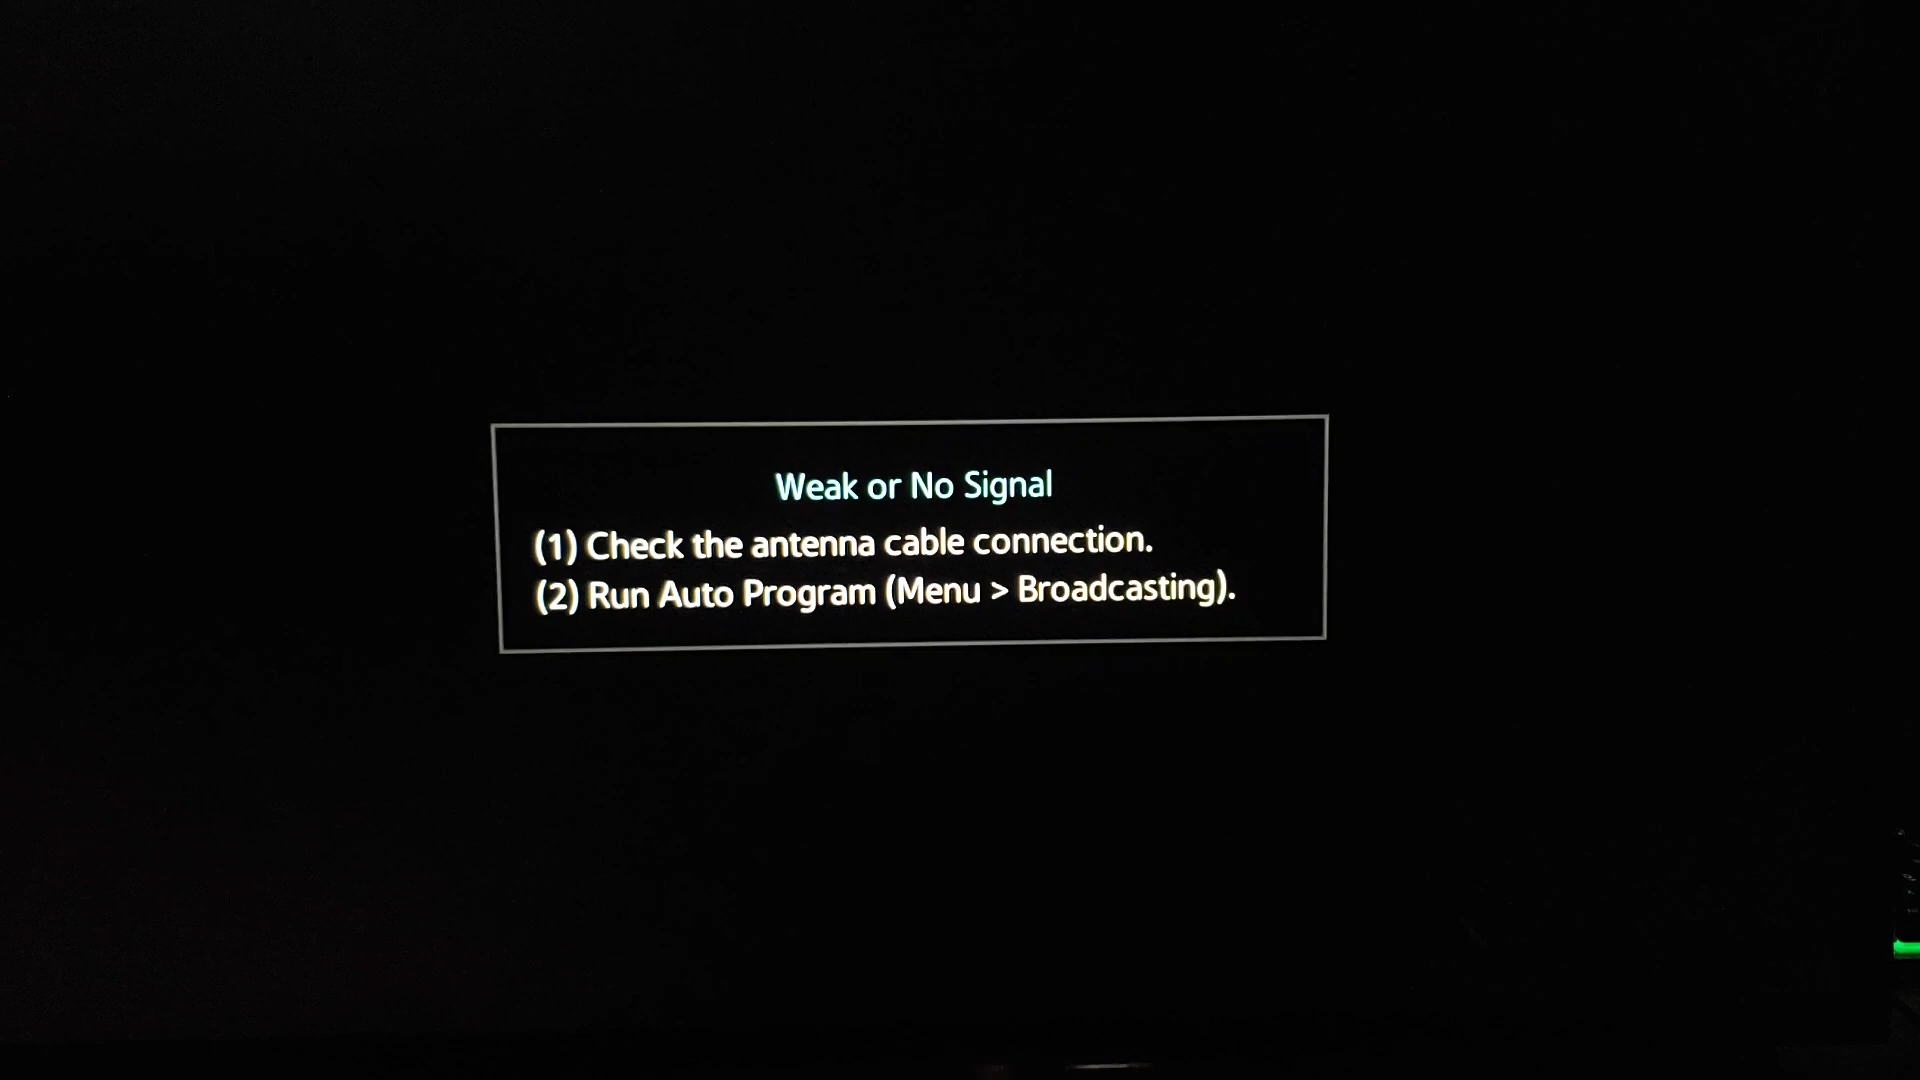 Weak or No Signal
(1) Check the antenna cable connection.
(2) Run Auto Program (Menu > Broadcasting).